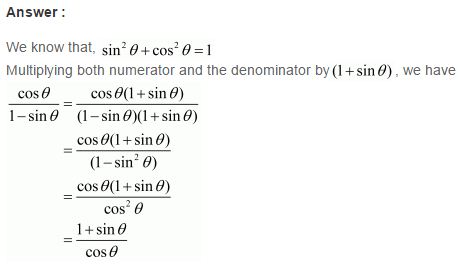 Answer :
We know that, sin² θ + cos² θ = 1
Multiplying both numerator and the denominator by (1 + sin θ) , we have
cos θ / (1 − sin θ) = cos θ(1 + sin θ) / (1 − sin θ)(1 + sin θ)
= cos θ(1 + sin θ) / (1 − sin² θ)
= cos θ(1 + sin θ) / cos² θ
= (1 + sin θ) / cos θ